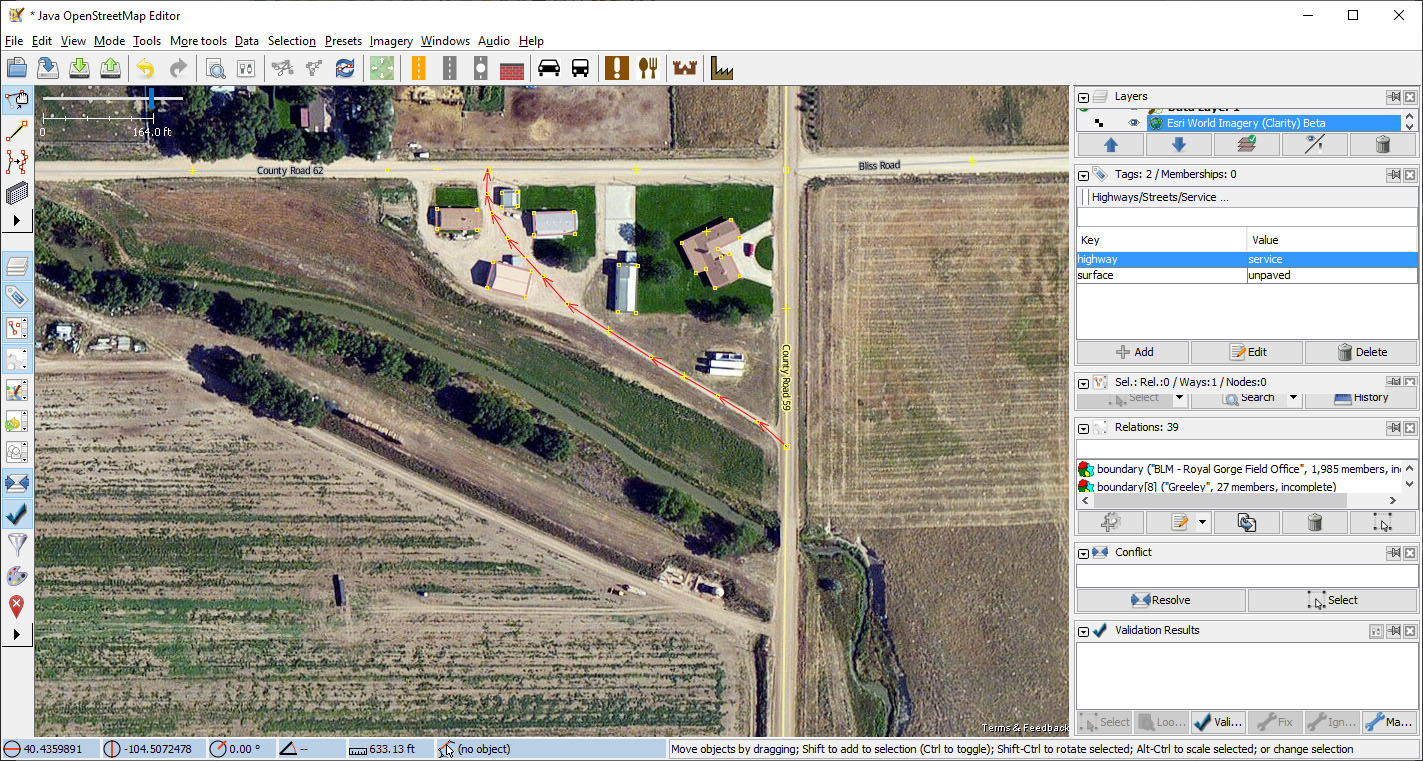 * Java OpenStreetMap Editor
File Edit View Mode Tools More tools Data Selection Presets Imagery Windows Audio Help
0 164.0 ft
County Road 62
Bliss Road
County Road 59
Terms & Feedback
Layers
Data Layer 1
Esri World Imagery (Clarity) Beta
Tags: 2 / Memberships: 0
Highways/Streets/Service ...
Key Value
highway service
surface unpaved
Add Edit Delete
Sel.: Rel.:0 / Ways:1 / Nodes:0
Select Search History
Relations: 39
boundary ("BLM - Royal Gorge Field Office", 1,985 members, in
boundary[8] ("Greeley", 27 members, incomplete)
Conflict
Resolve Select
Validation Results
Select Loo... Vali... Fix Ign... Ma...
40.4359891 -104.5072478 0.00 ° -- 633.13 ft (no object) Move objects by dragging; Shift to add to selection (Ctrl to toggle); Shift-Ctrl to rotate selected; Alt-Ctrl to scale selected; or change selection